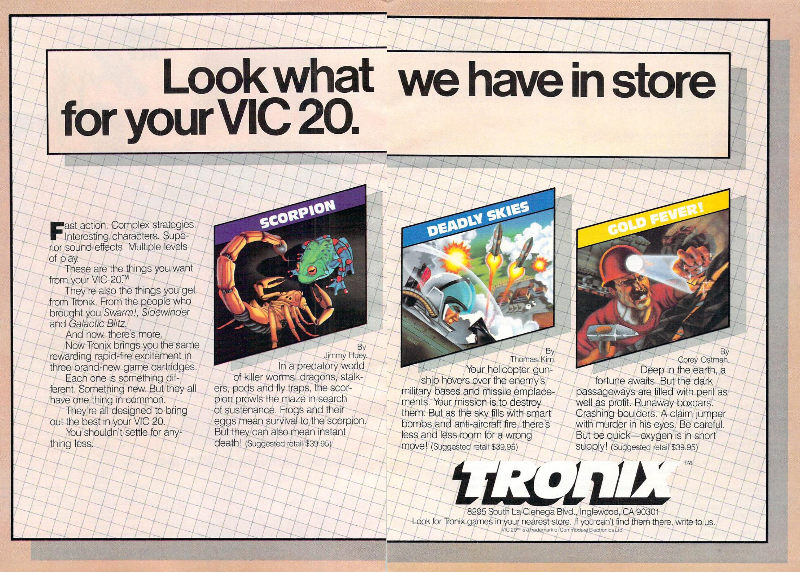 Look what we have in store
for your VIC 20.
Fast action. Complex strategies.
Interesting characters. Supe-
rior sound effects. Multiple levels
of play.
These are the things you want
from your VIC 20.™
They're also the things you get
from Tronix. From the people who
brought you Swarm!, Sidewinder
and Galactic Blitz.
And now, there's more.
Now Tronix brings you the same
rewarding rapid-fire excitement in
three brand-new game cartridges.
Each one is something dif-
ferent. Something new. But they all
have one thing in common.
They're all designed to bring
out the best in your VIC 20.
You shouldn't settle for any-
thing less.
SCORPION
By
Jimmy Huey.
In a predatory world
of killer worms, dragons, stalk-
ers, pods and fly traps, the scor-
pion prowls the maze in search
of sustenance. Frogs and their
eggs mean survival to the scorpion.
But they can also mean instant
death! (Suggested retail $39.95)
DEADLY SKIES
By
Thomas Kim.
Your helicopter gun-
ship hovers over the enemy's
military bases and missile emplace-
ments. Your mission is to destroy
them. But as the sky fills with smart
bombs and anti-aircraft fire, there's
less and less room for a wrong
move! (Suggested retail $39.95)
GOLD FEVER!
By
Corey Ostman.
Deep in the earth, a
fortune awaits. But the dark
passageways are filled with peril as
well as profit. Runaway boxcars.
Crashing boulders. A claim jumper
with murder in his eyes. Be careful.
But be quick—oxygen is in short
supply! (Suggested retail $39.95)
TRONIX™
8295 South La Cienega Blvd., Inglewood, CA 90301
Look for Tronix games in your nearest store. If you can't find them there, write to us.
VIC 20™ is a trademark of Commodore Electronics Ltd.